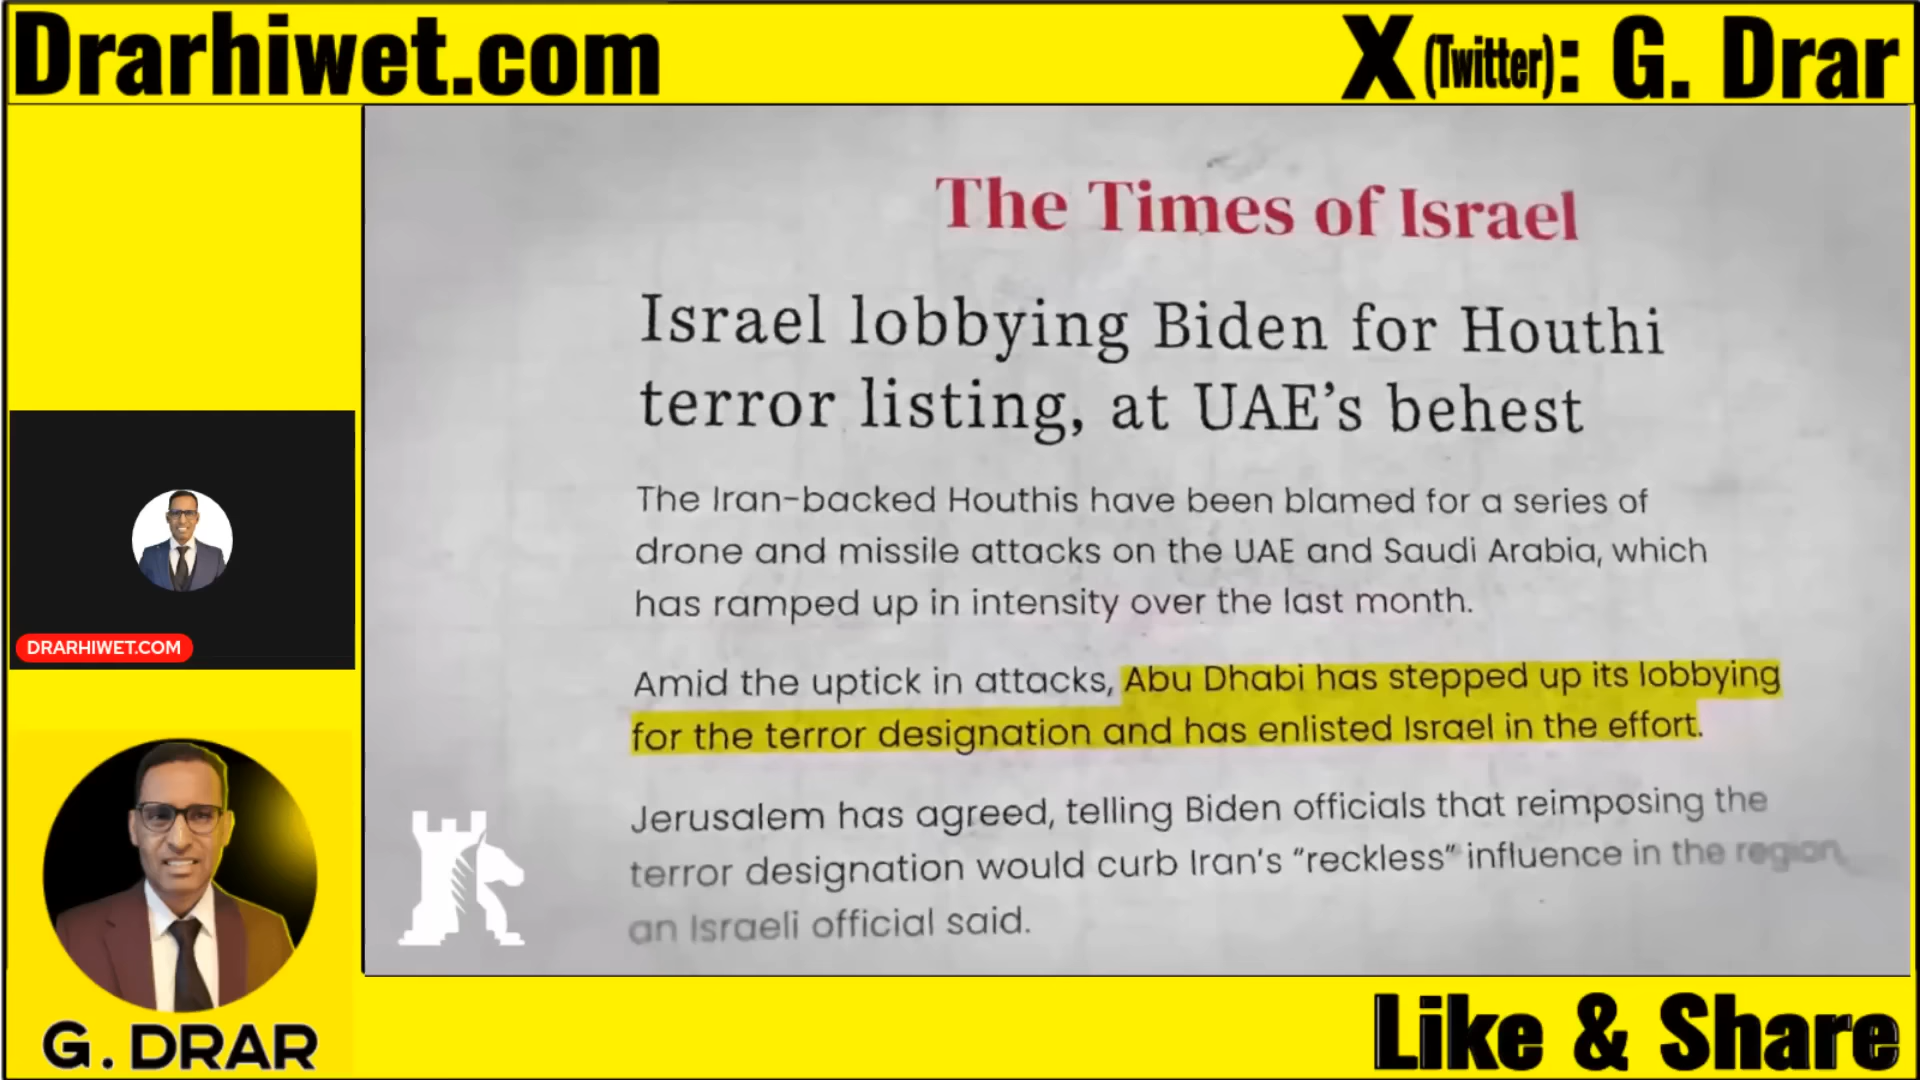 Drarhiwet.com
X (Twitter): G. Drar
The Times of Israel
Israel lobbying Biden for Houthi
terror listing, at UAE’s behest
The Iran-backed Houthis have been blamed for a series of
drone and missile attacks on the UAE and Saudi Arabia, which
has ramped up in intensity over the last month.
Amid the uptick in attacks, Abu Dhabi has stepped up its lobbying
for the terror designation and has enlisted Israel in the effort.
Jerusalem has agreed, telling Biden officials that reimposing the
terror designation would curb Iran’s “reckless” influence in the region,
an Israeli official said.
DRARHIWET.COM
G. DRAR
Like & Share